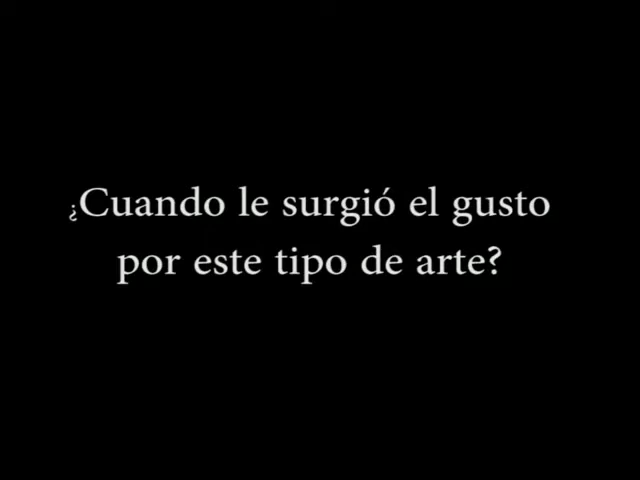 ¿Cuando le surgió el gusto
por este tipo de arte?